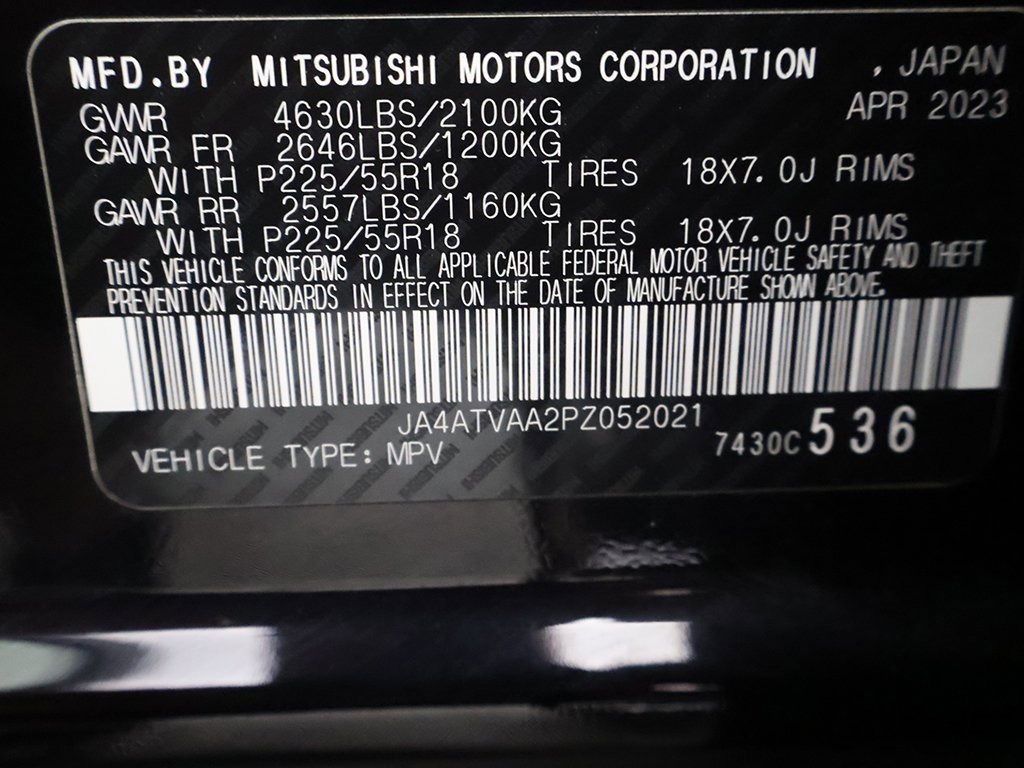 MFD.BY MITSUBISHI MOTORS CORPORATION , JAPAN
GVWR 4630LBS/2100KG APR 2023
GAWR FR 2646LBS/1200KG
WITH P225/55R18 TIRES 18X7.0J RIMS
GAWR RR 2557LBS/1160KG
WITH P225/55R18 TIRES 18X7.0J RIMS
THIS VEHICLE CONFORMS TO ALL APPLICABLE FEDERAL MOTOR VEHICLE SAFETY AND THEFT
PREVENTION STANDARDS IN EFFECT ON THE DATE OF MANUFACTURE SHOWN ABOVE.
JA4ATVAA2PZ052021
VEHICLE TYPE: MPV 7430C 536